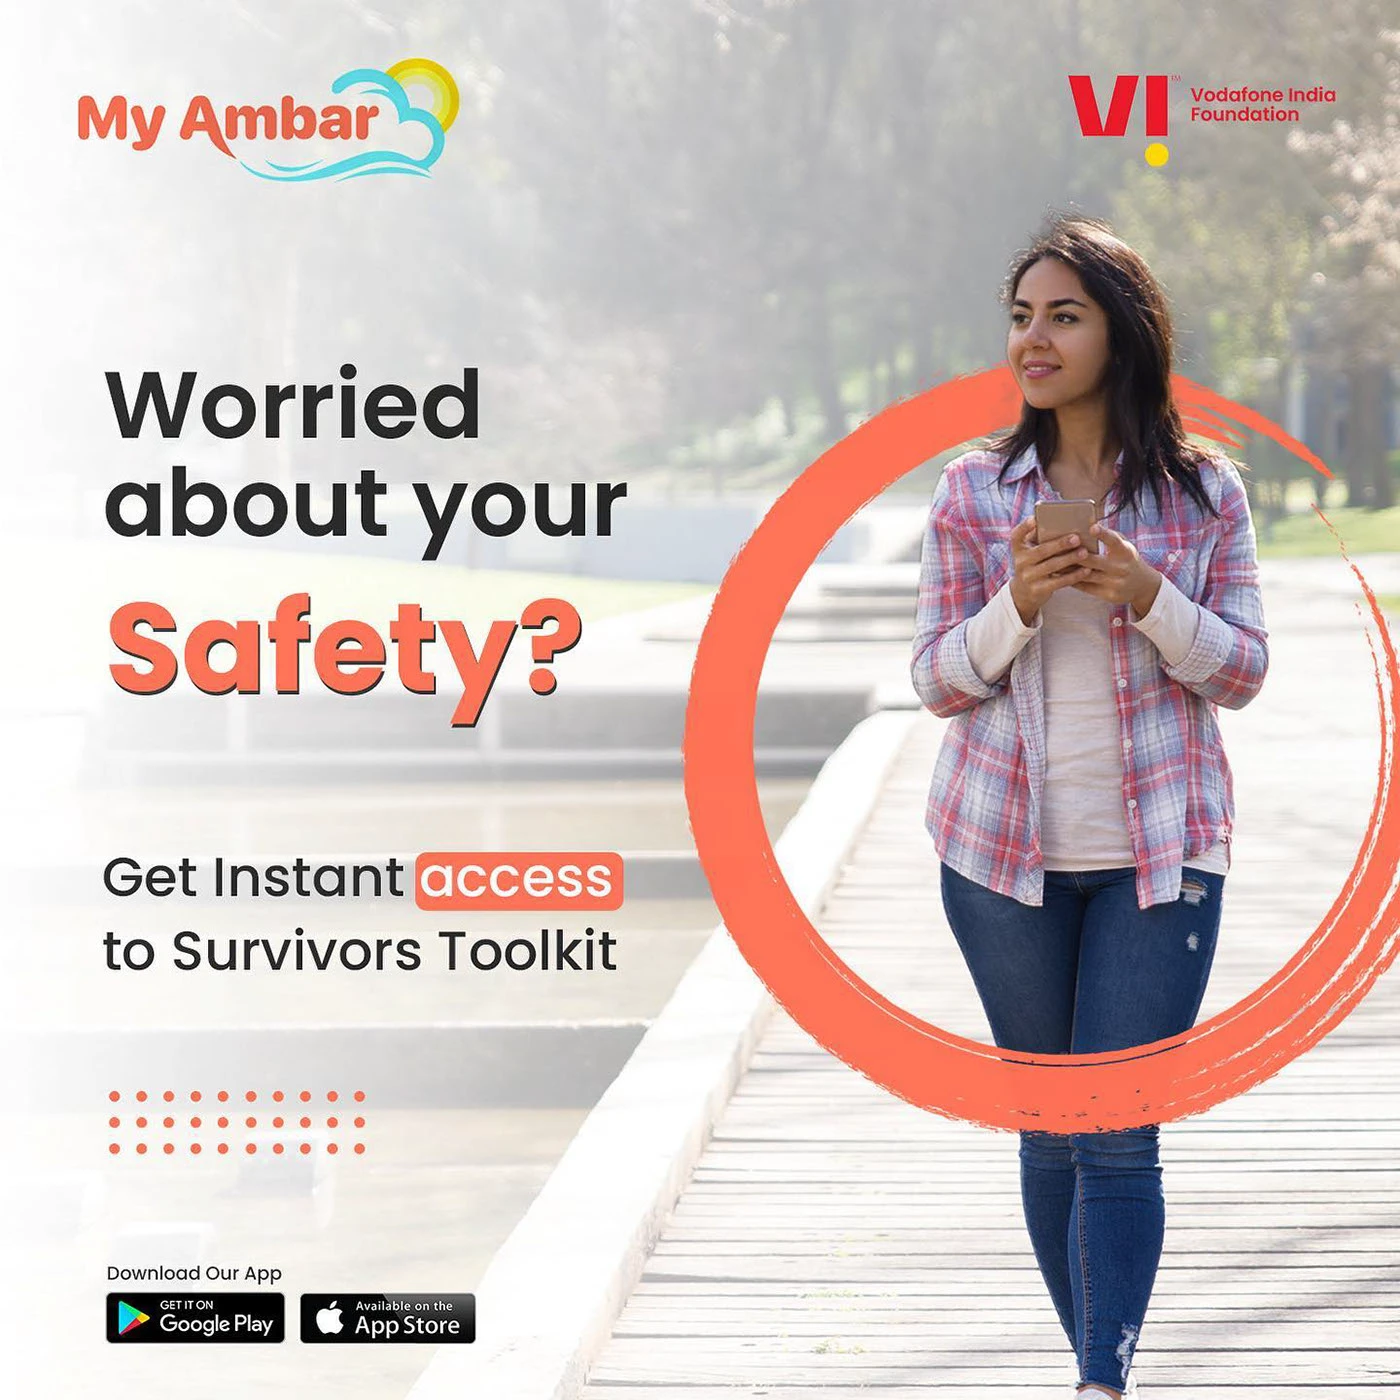 My Ambar
VI™
Vodafone India
Foundation
Worried
about your
Safety?
Get Instant access
to Survivors Toolkit
Download Our App
GET IT ON
Google Play
Available on the
App Store